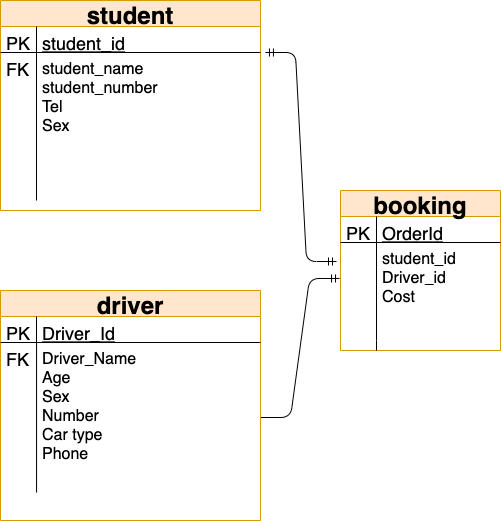 student
PK student_id
FK student_name
student_number
Tel
Sex
booking
PK OrderId
student_id
Driver_id
Cost
driver
PK Driver_Id
FK Driver_Name
Age
Sex
Number
Car type
Phone